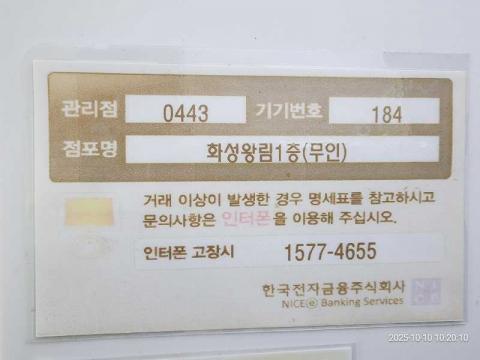 관리점 0443 기기번호 184
점포명 화성왕림1층(무인)
거래 이상이 발생한 경우 명세표를 참고하시고
문의사항은 인터폰을 이용해 주십시오.
인터폰 고장시 1577-4655
한국전자금융주식회사
NICE e Banking Services
NICE
2025-10-10 10:20:10